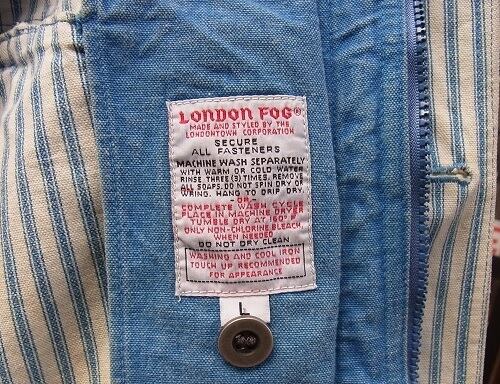 LONDON FOG®
MADE AND STYLED BY THE
LONDONTOWN CORPORATION
SECURE
ALL FASTENERS
MACHINE WASH SEPARATELY
WITH WARM OR COLD WATER
RINSE THREE (3) TIMES, REMOVE
ALL SOAPS. DO NOT SPIN DRY OR
WRING. HANG TO DRIP DRY.
-OR-
COMPLETE WASH CYCLE
PLACE IN MACHINE DRYER
TUMBLE DRY AT 160°F
ONLY NON-CHLORINE BLEACH
WHEN NEEDED
DO NOT DRY CLEAN
WASHING AND COOL IRON
TOUCH UP RECOMMENDED
FOR APPEARANCE
L